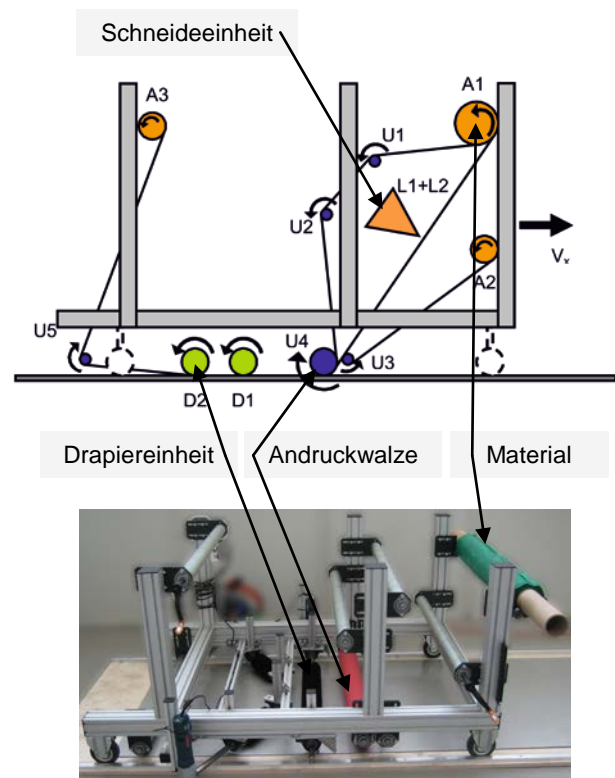 Schneideeinheit
A1
A3
U1
L1+L2
U2
Vx
A2
U5
U4
U3
D2
D1
Drapiereinheit
Andruckwalze
Material